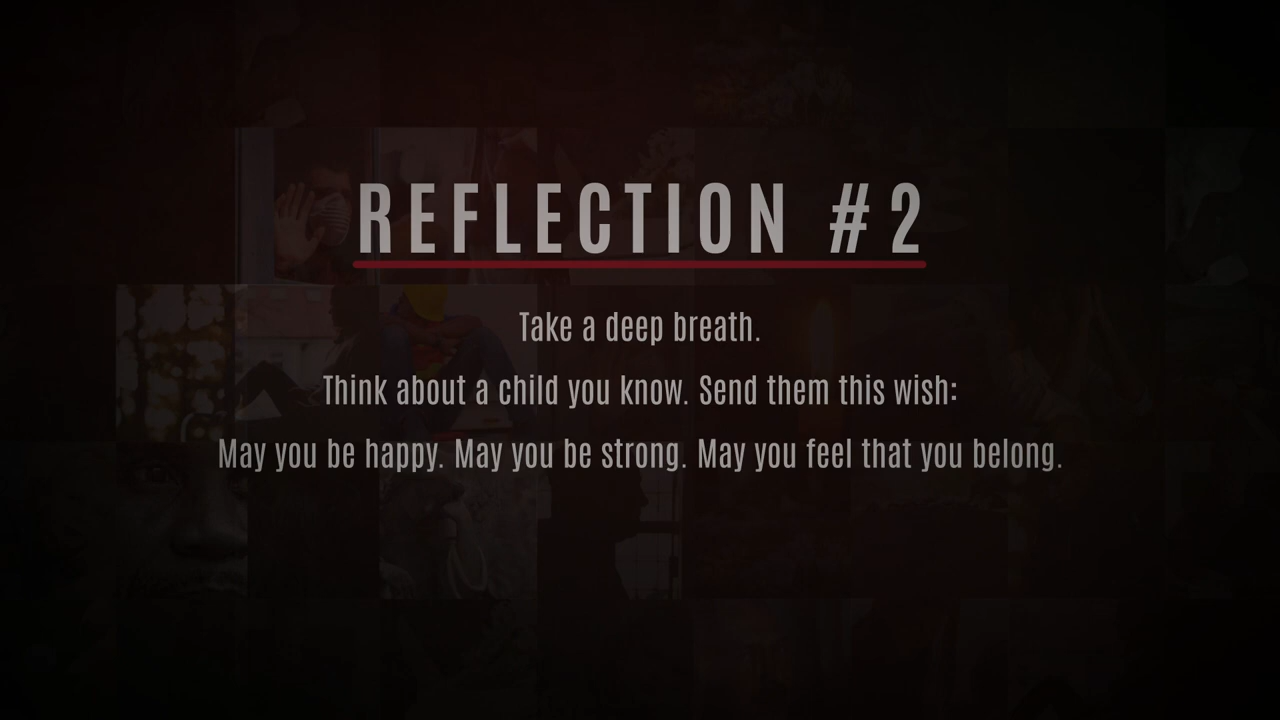 REFLECTION #2
Take a deep breath.
Think about a child you know. Send them this wish:
May you be happy. May you be strong. May you feel that you belong.